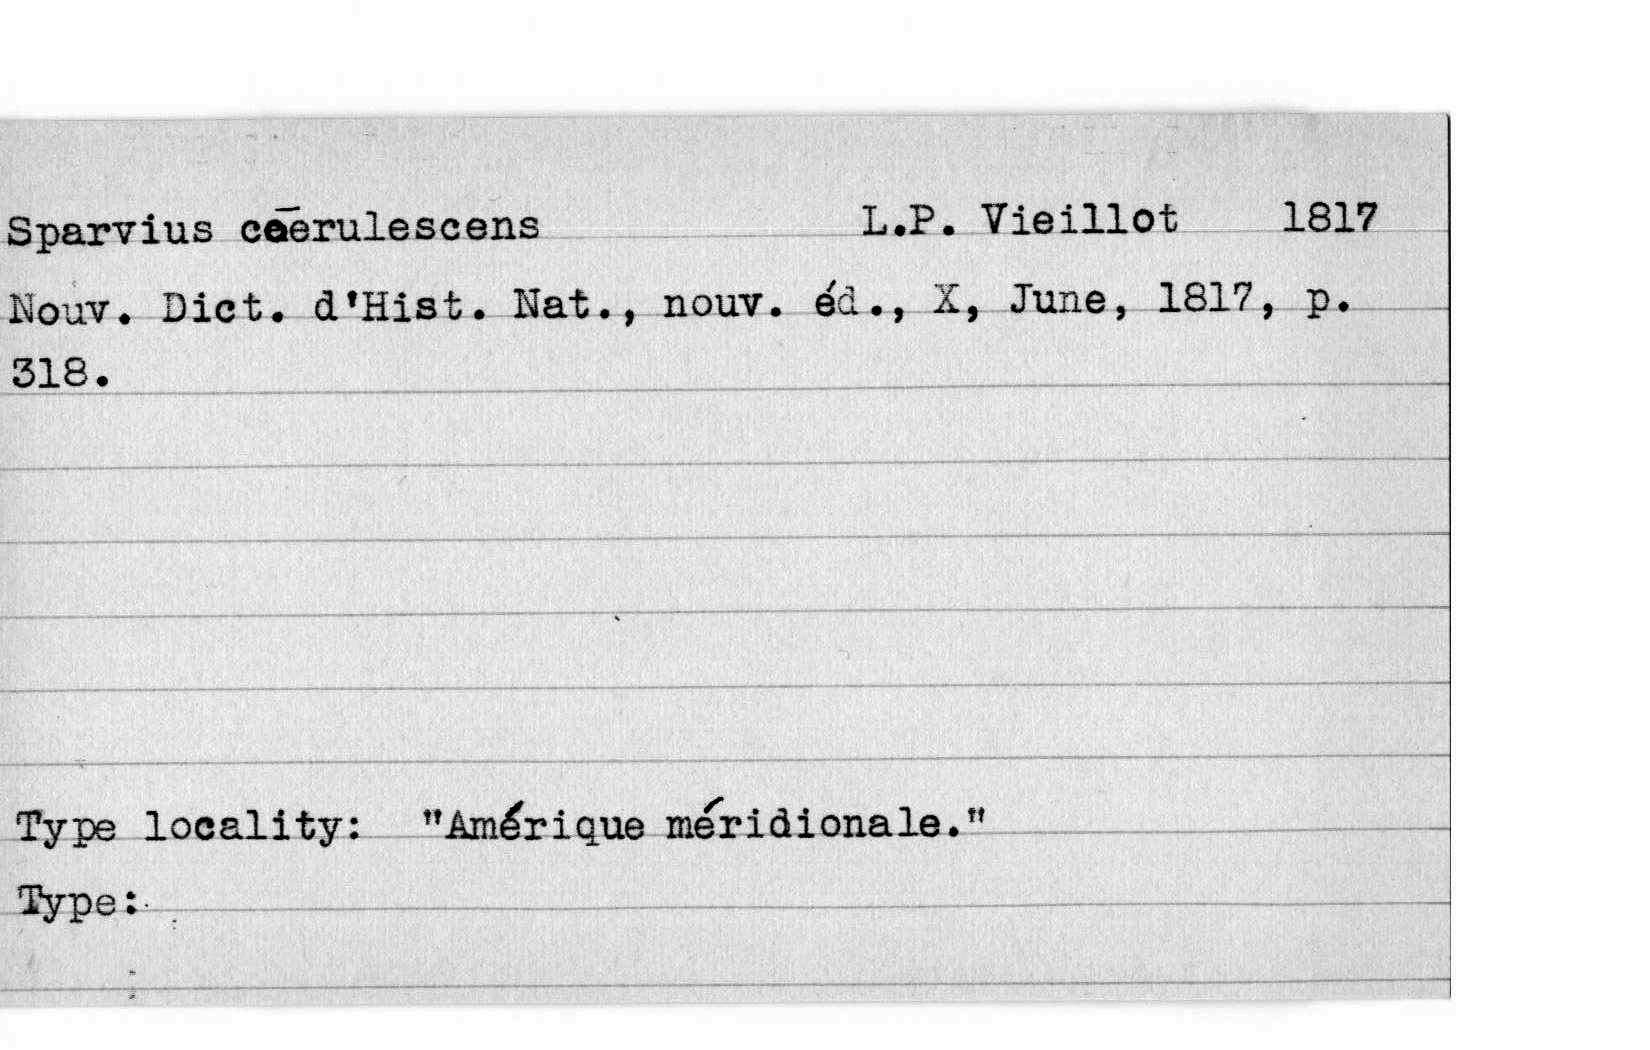 Sparvius caerulescens L.P. Vieillot 1817
Nouv. Dict. d'Hist. Nat., nouv. éd., X, June, 1817, p.
318.
Type locality: "Amérique méridionale."
Type: